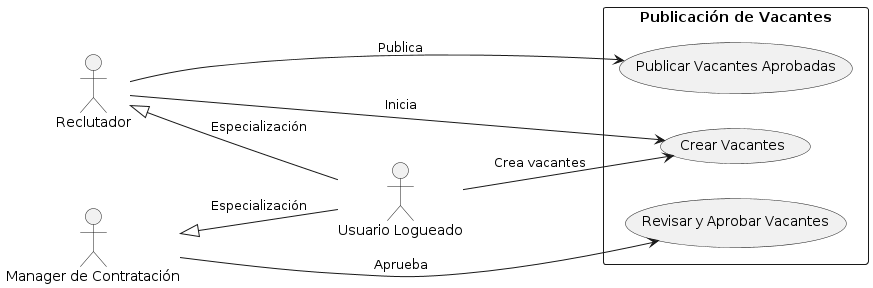 Publicación de Vacantes
Publica
Publicar Vacantes Aprobadas
Reclutador
Inicia
Especialización
Crear Vacantes
Crea vacantes
Usuario Logueado
Especialización
Revisar y Aprobar Vacantes
Manager de Contratación
Aprueba